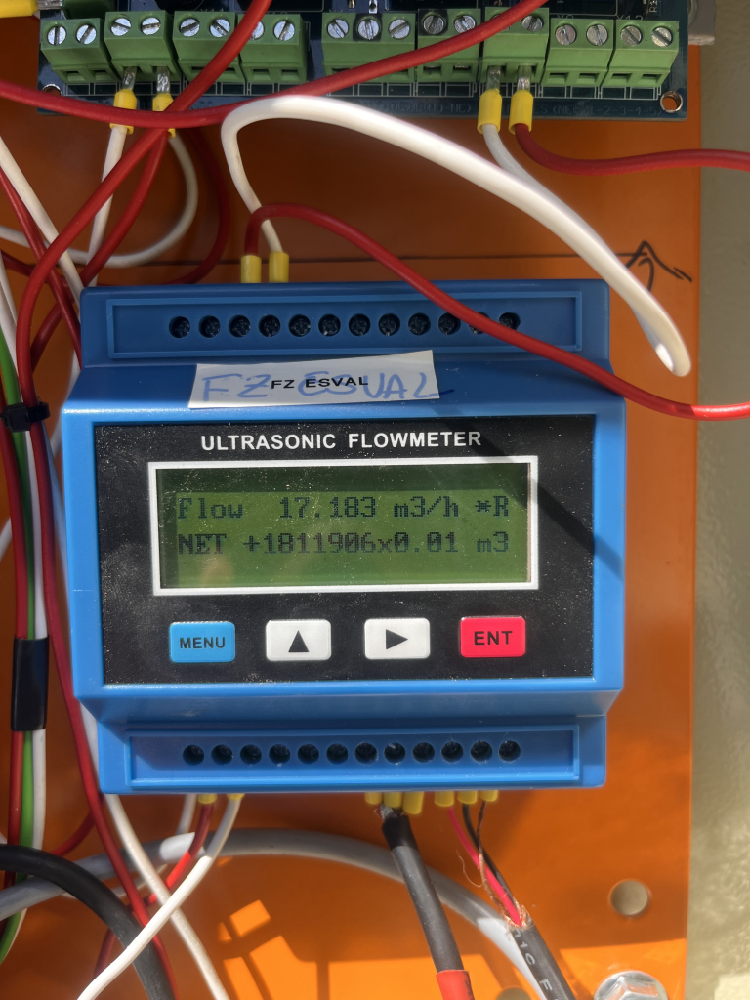 FZ ESVAL
FZ ESVAL
ULTRASONIC FLOWMETER
Flow 17.183 m3/h *R
NET +1811906x0.01 m3
MENU
ENT